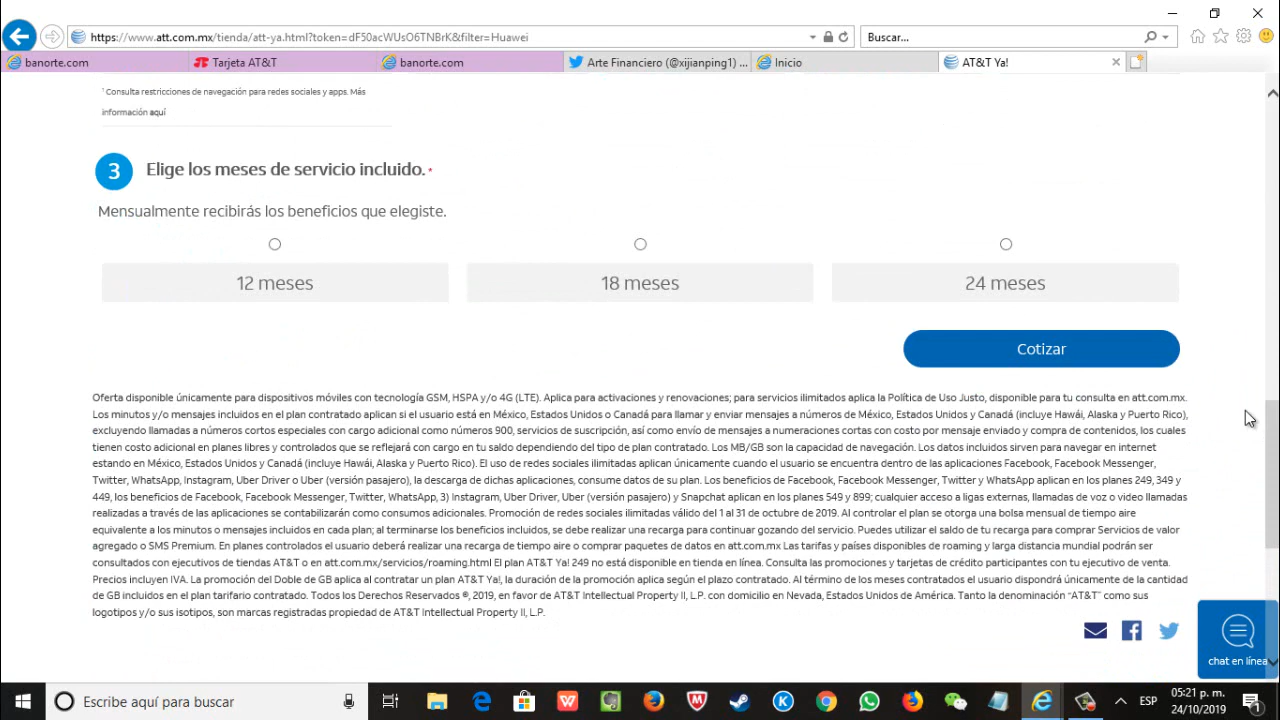 https://www.att.com.mx/tienda/att-ya.html?token=dF50acWUsO6TNBrK&filter=Huawei
Buscar...
banorte.com
Tarjeta AT&T
banorte.com
Arte Financiero (@xijianping1) ...
Inicio
AT&T Ya!
¹ Consulta restricciones de navegación para redes sociales y apps. Más
información aquí
3 Elige los meses de servicio incluido. *
Mensualmente recibirás los beneficios que elegiste.
12 meses
18 meses
24 meses
Cotizar
Oferta disponible únicamente para dispositivos móviles con tecnología GSM, HSPA y/o 4G (LTE). Aplica para activaciones y renovaciones; para servicios ilimitados aplica la Política de Uso Justo, disponible para tu consulta en att.com.mx.
Los minutos y/o mensajes incluidos en el plan contratado aplican si el usuario está en México, Estados Unidos o Canadá para llamar y enviar mensajes a números de México, Estados Unidos y Canadá (incluye Hawái, Alaska y Puerto Rico),
excluyendo llamadas a números cortos especiales con cargo adicional como números 900, servicios de suscripción, así como envío de mensajes a numeraciones cortas con costo por mensaje enviado y compra de contenidos, los cuales
tienen costo adicional en planes libres y controlados que se reflejará con cargo en tu saldo dependiendo del tipo de plan contratado. Los MB/GB son la capacidad de navegación. Los datos incluidos sirven para navegar en internet
estando en México, Estados Unidos y Canadá (incluye Hawái, Alaska y Puerto Rico). El uso de redes sociales ilimitadas aplican únicamente cuando el usuario se encuentra dentro de las aplicaciones Facebook, Facebook Messenger,
Twitter, WhatsApp, Instagram, Uber Driver o Uber (versión pasajero), la descarga de dichas aplicaciones, consume datos de su plan. Los beneficios de Facebook, Facebook Messenger, Twitter y WhatsApp aplican en los planes 249, 349 y
449, los beneficios de Facebook, Facebook Messenger, Twitter, WhatsApp, 3) Instagram, Uber Driver, Uber (versión pasajero) y Snapchat aplican en los planes 549 y 899; cualquier acceso a ligas externas, llamadas de voz o video llamadas
realizadas a través de las aplicaciones se contabilizarán como consumos adicionales. Promoción de redes sociales ilimitadas válido del 1 al 31 de octubre de 2019. Al controlar el plan se otorga una bolsa mensual de tiempo aire
equivalente a los minutos o mensajes incluidos en cada plan; al terminarse los beneficios incluidos, se debe realizar una recarga para continuar gozando del servicio. Puedes utilizar el saldo de tu recarga para comprar Servicios de valor
agregado o SMS Premium. En planes controlados el usuario deberá realizar una recarga de tiempo aire o comprar paquetes de datos en att.com.mx Las tarifas y países disponibles de roaming y larga distancia mundial podrán ser
consultados con ejecutivos de tiendas AT&T o en att.com.mx/servicios/roaming.html El plan AT&T Ya! 249 no está disponible en tienda en línea. Consulta las promociones y tarjetas de crédito participantes con tu ejecutivo de venta.
Precios incluyen IVA. La promoción del Doble de GB aplica al contratar un plan AT&T Ya!, la duración de la promoción aplica según el plazo contratado. Al término de los meses contratados el usuario dispondrá únicamente de la cantidad
de GB incluidos en el plan tarifario contratado. Todos los Derechos Reservados ®, 2019, en favor de AT&T Intellectual Property II, L.P. con domicilio en Nevada, Estados Unidos de América. Tanto la denominación "AT&T" como sus
logotipos y/o sus isotipos, son marcas registradas propiedad de AT&T Intellectual Property II, L.P.
chat en línea
Escribe aquí para buscar
ESP
05:21 p. m.
24/10/2019
1